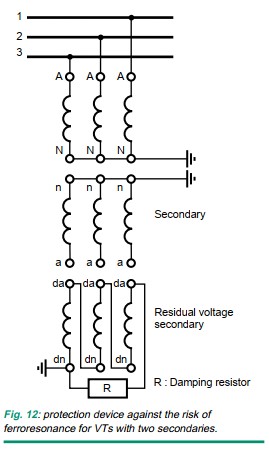 1
2
3
A A A
N N N
n n n
Secondary
a a a
da da da
Residual voltage
secondary
dn dn dn
R
R : Damping resistor
Fig. 12: protection device against the risk of
ferroresonance for VTs with two secondaries.